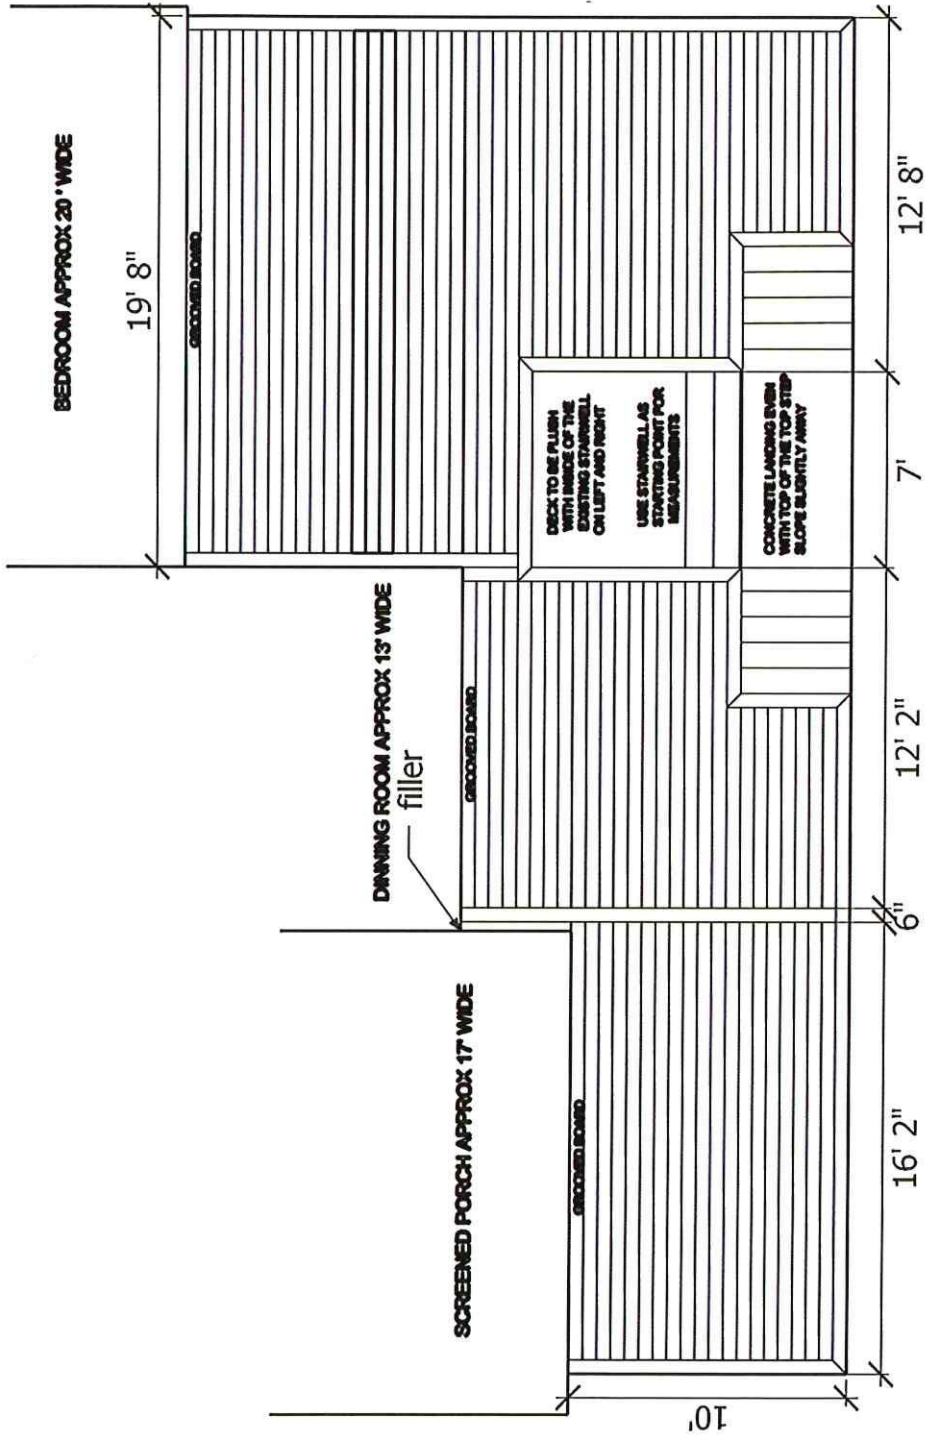 BEDROOM APPROX 20 ' WIDE
19' 8"
GROOVED BOARD
DINNING ROOM APPROX 13' WIDE
filler
GROOVED BOARD
SCREENED PORCH APPROX 17' WIDE
GROOVED BOARD
DECK TO BE FLUSH
WITH INSIDE OF THE
EXISTING STAIRWELL
ON LEFT AND RIGHT
USE STAIRWELL AS
STARTING POINT FOR
MEASUREMENTS
CONCRETE LANDING EVEN
WITH TOP OF THE TOP STEP
SLOPE SLIGHTLY AWAY
10'
16' 2"
6"
12' 2"
7'
12' 8"